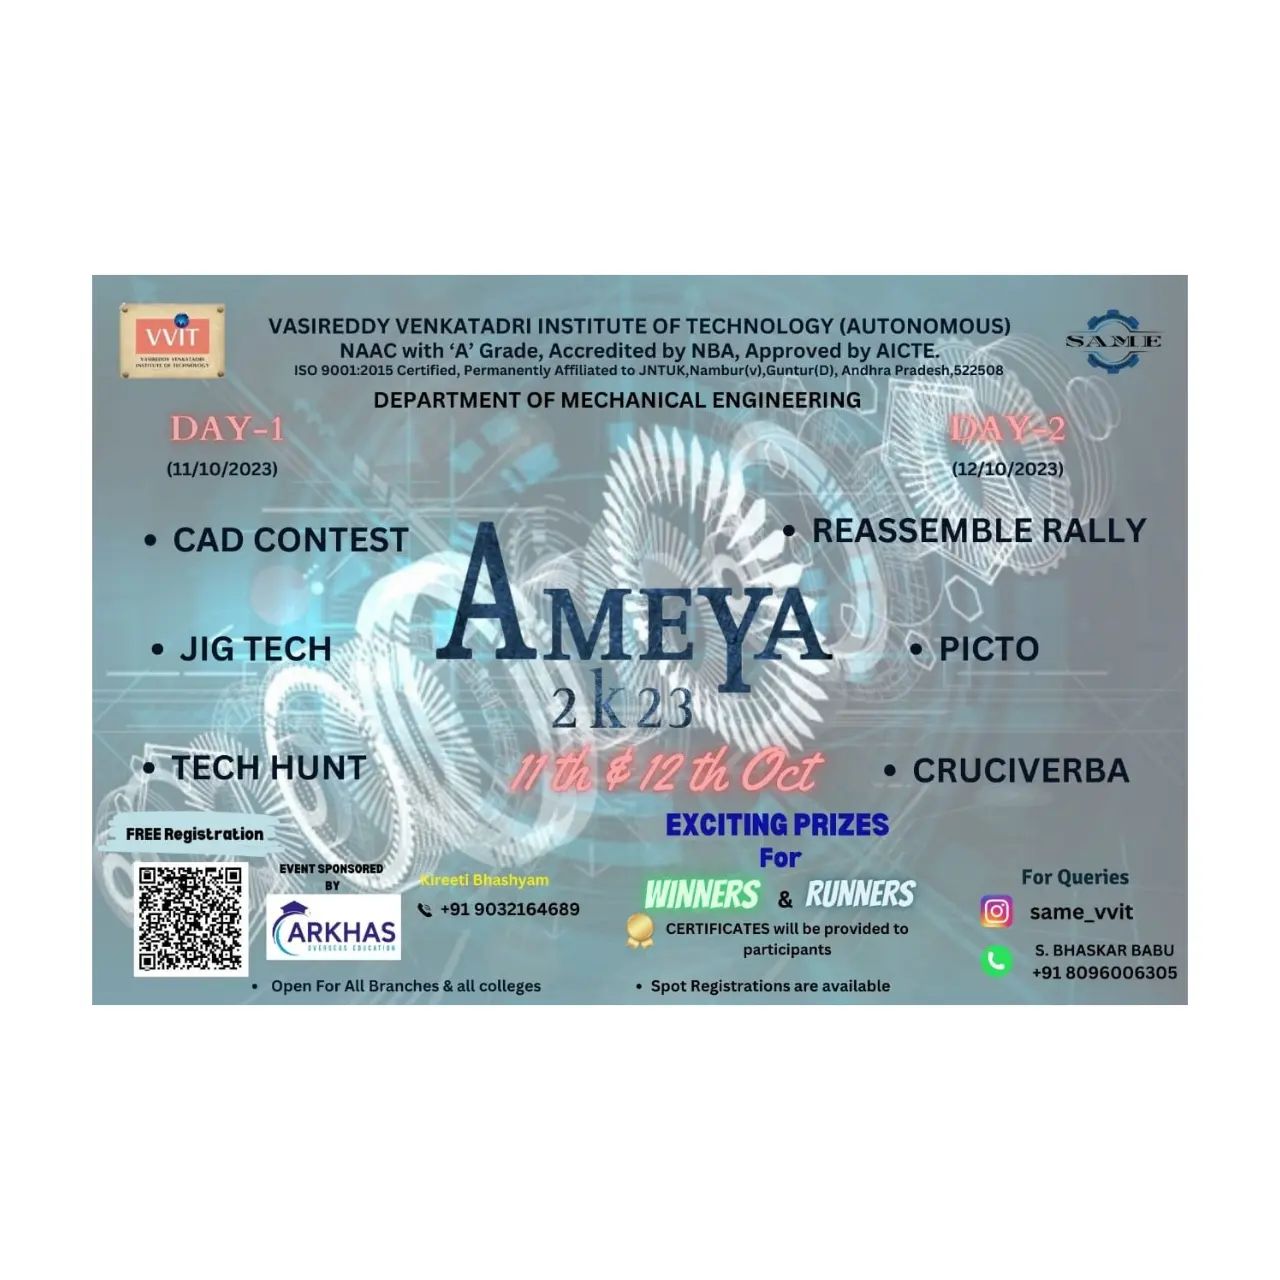 VVIT
VASIREDDY VENKATADRI
INSTITUTE OF TECHNOLOGY
VASIREDDY VENKATADRI INSTITUTE OF TECHNOLOGY (AUTONOMOUS)
NAAC with ‘A’ Grade, Accredited by NBA, Approved by AICTE.
ISO 9001:2015 Certified, Permanently Affiliated to JNTUK,Nambur(v),Guntur(D), Andhra Pradesh,522508
DEPARTMENT OF MECHANICAL ENGINEERING
SAME
DAY-1
(11/10/2023)
• CAD CONTEST
• JIG TECH
• TECH HUNT
AMEYA
2k23
11th & 12th Oct
DAY-2
(12/10/2023)
• REASSEMBLE RALLY
• PICTO
• CRUCIVERBA
FREE Registration
EVENT SPONSORED
BY
ARKHAS
OVERSEAS EDUCATION
Kireeti Bhashyam
+91 9032164689
EXCITING PRIZES
For
WINNERS & RUNNERS
CERTIFICATES will be provided to
participants
For Queries
same_vvit
S. BHASKAR BABU
+91 8096006305
• Open For All Branches & all colleges
• Spot Registrations are available